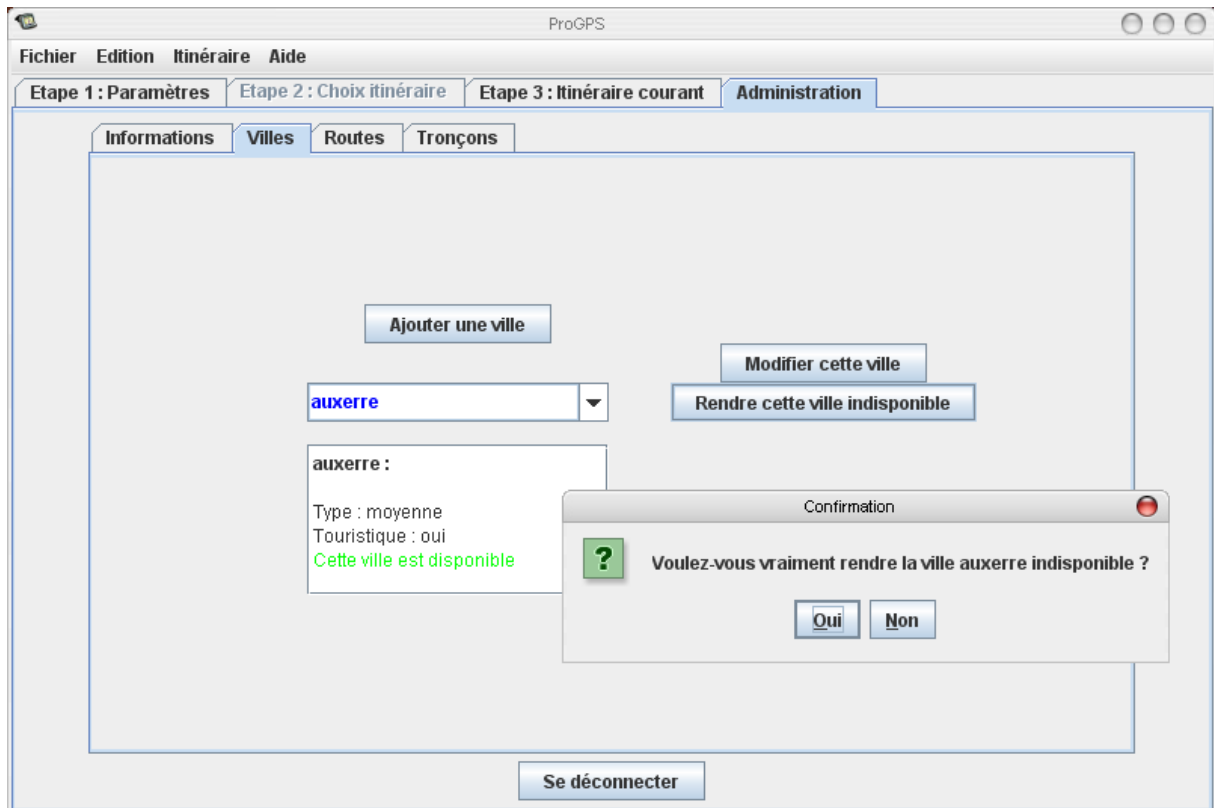 ProGPS
Fichier Edition Itinéraire Aide
Etape 1 : Paramètres Etape 2 : Choix itinéraire Etape 3 : Itinéraire courant Administration
Informations Villes Routes Tronçons
Ajouter une ville
Modifier cette ville
auxerre
Rendre cette ville indisponible
auxerre :
Type : moyenne
Touristique : oui
Cette ville est disponible
Confirmation
?
Voulez-vous vraiment rendre la ville auxerre indisponible ?
Oui Non
Se déconnecter